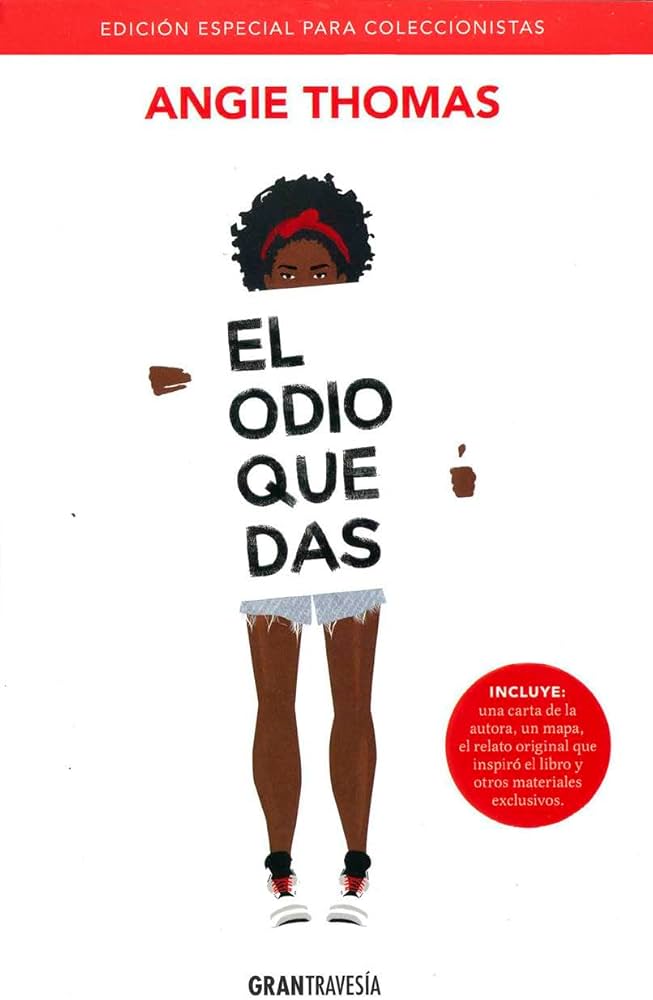 EDICIÓN ESPECIAL PARA COLECCIONISTAS
ANGIE THOMAS
EL
ODIO
QUE
DAS
INCLUYE:
una carta de la
autora, un mapa,
el relato original que
inspiró el libro y
otros materiales
exclusivos.
GRANTRAVESÍA